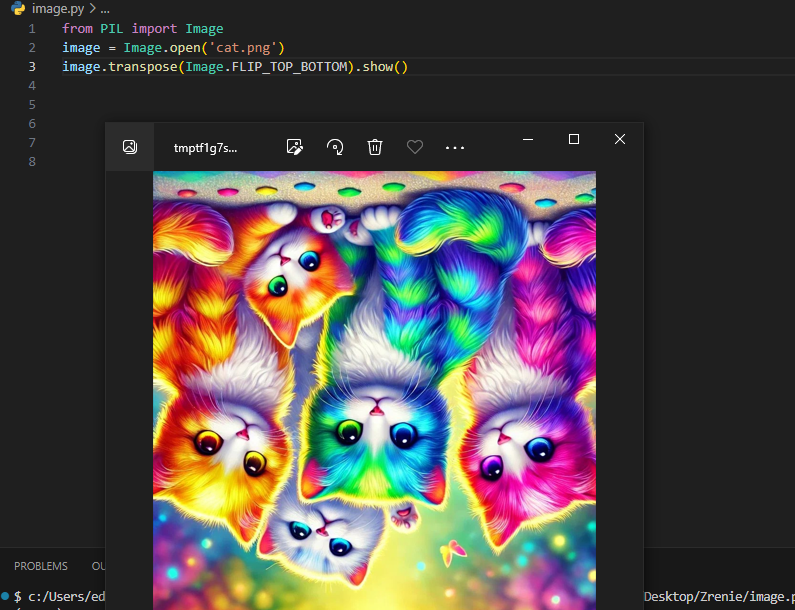 image.py > ...
1 from PIL import Image
2 image = Image.open('cat.png')
3 image.transpose(Image.FLIP_TOP_BOTTOM).show()
4
5
6
7
8
tmptf1g7s...
PROBLEMS OU
$ c:/Users/ed Desktop/Zrenie/image.p